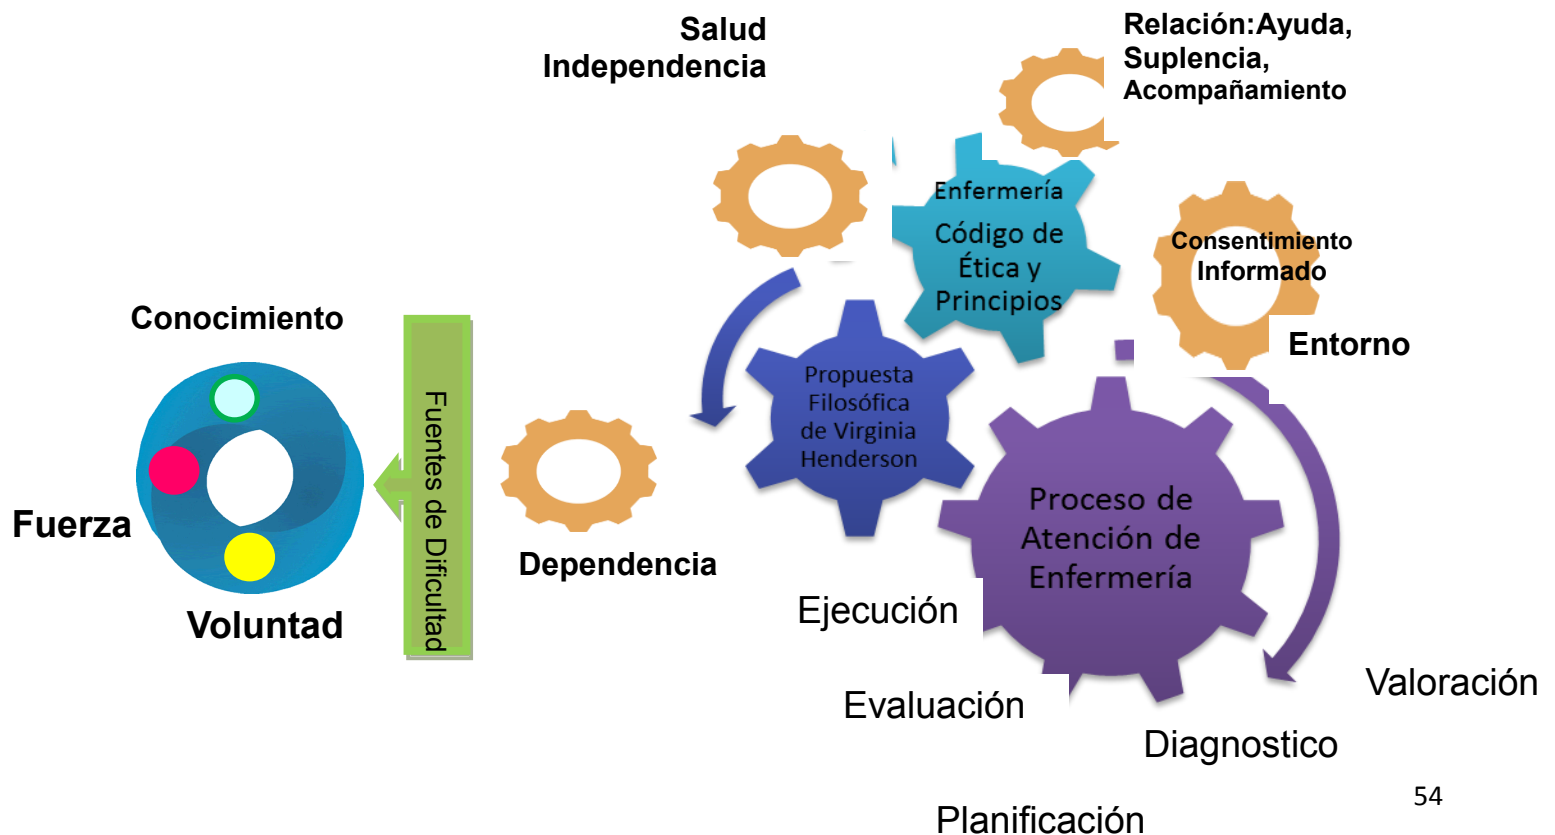 Salud
Independencia
Relación:Ayuda,
Suplencia,
Acompañamiento
Enfermería
Código de
Ética y
Principios
Consentimiento
Informado
Entorno
Conocimiento
Fuerza
Voluntad
Fuentes de Dificultad
Dependencia
Propuesta
Filosófica
de Virginia
Henderson
Proceso de
Atención de
Enfermería
Ejecución
Evaluación
Valoración
Diagnostico
Planificación
54